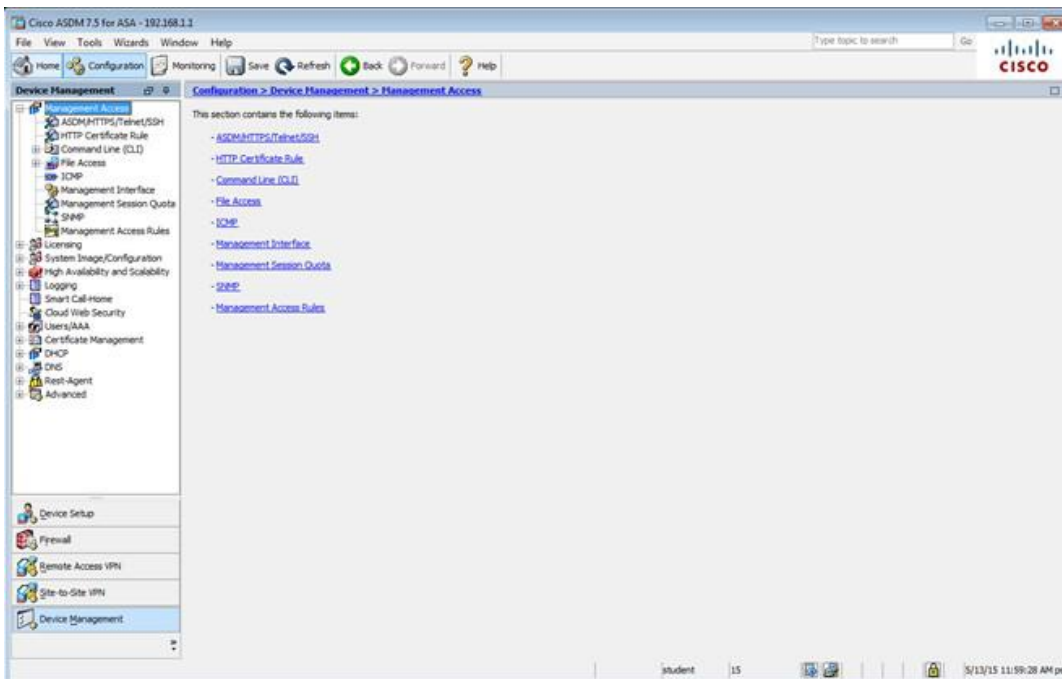 Cisco ASDM 7.5 for ASA - 192.168.1.1
File View Tools Wizards Window Help
Type topic to search Go
Home Configuration Monitoring Save Refresh Back Forward Help
CISCO
Device Management
Configuration > Device Management > Management Access
Management Access
ASDM/HTTPS/Telnet/SSH
HTTP Certificate Rule
Command Line (CLI)
File Access
ICMP
Management Interface
Management Session Quota
SNMP
Management Access Rules
Licensing
System Image/Configuration
High Availability and Scalability
Logging
Smart Call-Home
Cloud Web Security
Users/AAA
Certificate Management
DHCP
DNS
Rest-Agent
Advanced
This section contains the following items:
- ASDM/HTTPS/Telnet/SSH
- HTTP Certificate Rule
- Command Line (CLI)
- File Access
- ICMP
- Management Interface
- Management Session Quota
- SNMP
- Management Access Rules
Device Setup
Firewall
Remote Access VPN
Site-to-Site VPN
Device Management
student 15 5/13/15 11:59:28 AM